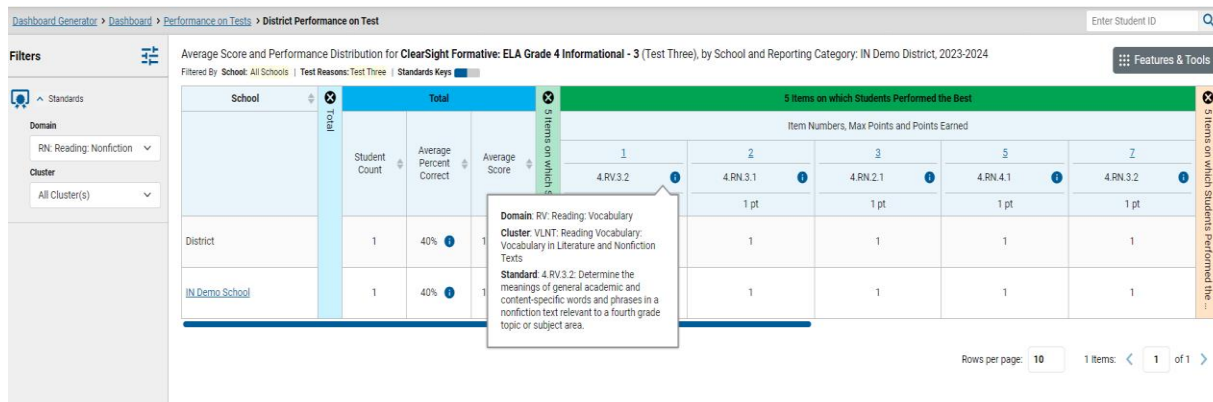 Dashboard Generator > Dashboard > Performance on Tests > District Performance on Test
Enter Student ID
Filters
Average Score and Performance Distribution for ClearSight Formative: ELA Grade 4 Informational - 3 (Test Three), by School and Reporting Category: IN Demo District, 2023-2024
Features & Tools
Filtered By School: All Schools | Test Reasons: Test Three | Standards Keys
Standards
Domain
RN: Reading: Nonfiction
Cluster
All Cluster(s)
School
Total
Total
5 Items on which S
5 Items on which Students Performed the Best
5 Items on which Students Performed the ...
Item Numbers, Max Points and Points Earned
Student Count
Average Percent Correct
Average Score
1 2 3 5 7
4.RV.3.2 4.RN.3.1 4.RN.2.1 4.RN.4.1 4.RN.3.2
1 pt 1 pt 1 pt 1 pt
District 1 40% 1 1 1 1 1
IN Demo School 1 40% 1 1 1 1 1
Domain: RV: Reading: Vocabulary
Cluster: VLNT: Reading Vocabulary:
Vocabulary in Literature and Nonfiction
Texts
Standard: 4.RV.3.2: Determine the
meanings of general academic and
content-specific words and phrases in a
nonfiction text relevant to a fourth grade
topic or subject area.
Rows per page: 10 1 Items: < 1 of 1 >